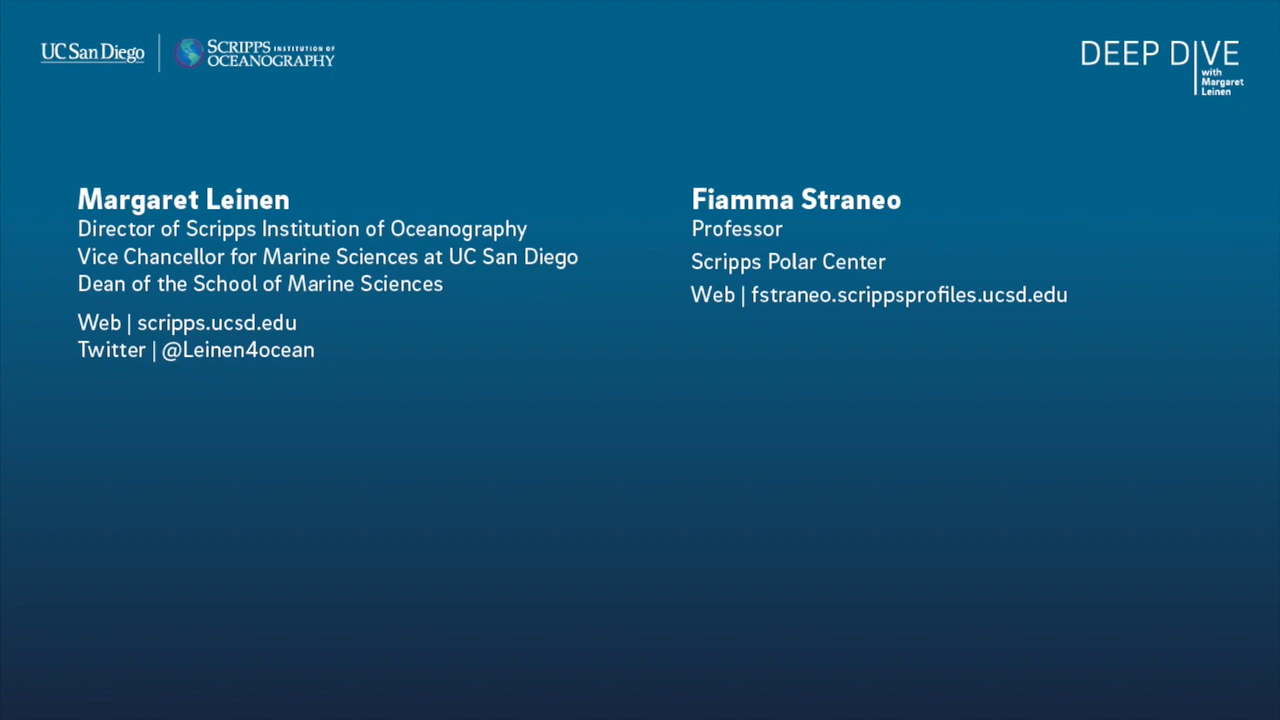 UC San Diego
SCRIPPS INSTITUTION OF
OCEANOGRAPHY
DEEP DIVE
with
Margaret
Leinen
Margaret Leinen
Director of Scripps Institution of Oceanography
Vice Chancellor for Marine Sciences at UC San Diego
Dean of the School of Marine Sciences
Web | scripps.ucsd.edu
Twitter | @Leinen4ocean
Fiamma Straneo
Professor
Scripps Polar Center
Web | fstraneo.scrippsprofiles.ucsd.edu